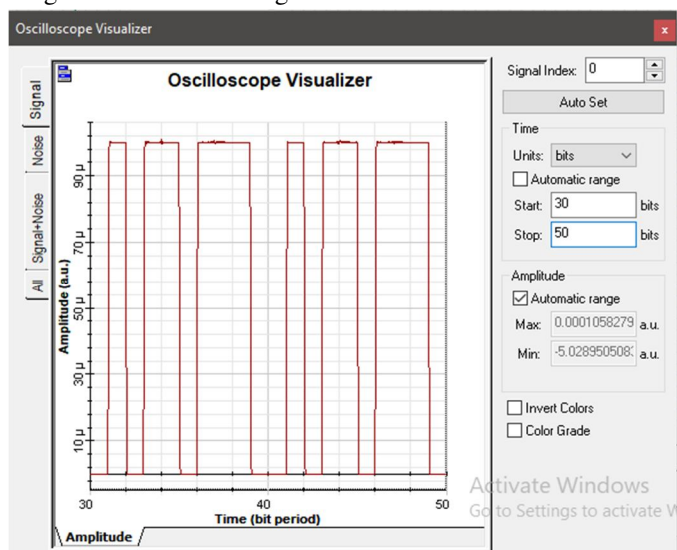 Oscilloscope Visualizer
x
Signal
Noise
Signal+Noise
All
Oscilloscope Visualizer
Amplitude (a.u.)
90 µ
70 µ
50 µ
30 µ
10 µ
30
40
50
Time (bit period)
Amplitude
Signal Index: 0
Auto Set
Time
Units: bits
Automatic range
Start: 30 bits
Stop: 50 bits
Amplitude
Automatic range
Max: 0.0001058279 a.u.
Min: a.u.
Invert Colors
Color Grade
Activate Windows
Go to Settings to activate